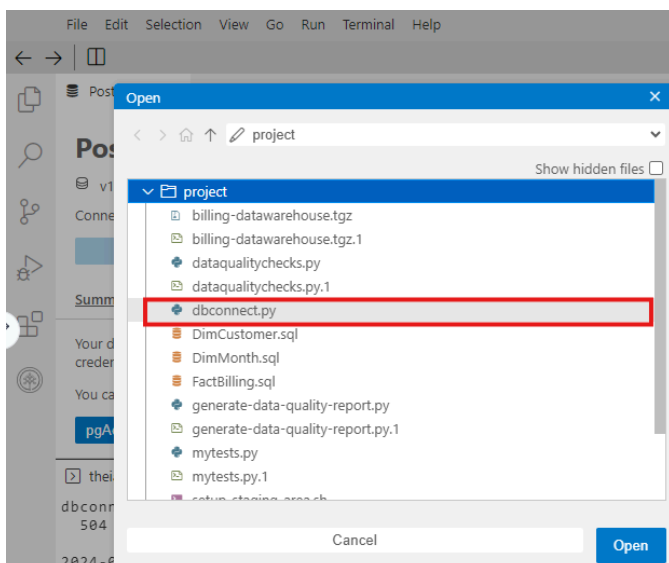 File Edit Selection View Go Run Terminal Help
Post
Open
Pos
project
v1
Show hidden files
Conne
project
billing-datawarehouse.tgz
billing-datawarehouse.tgz.1
dataqualitychecks.py
dataqualitychecks.py.1
Summ
dbconnect.py
DimCustomer.sql
Your d
DimMonth.sql
creden
FactBilling.sql
You ca
generate-data-quality-report.py
pgA
generate-data-quality-report.py.1
mytests.py
thei
mytests.py.1
setup_staging_area.sh
dbconn
504
Cancel
Open